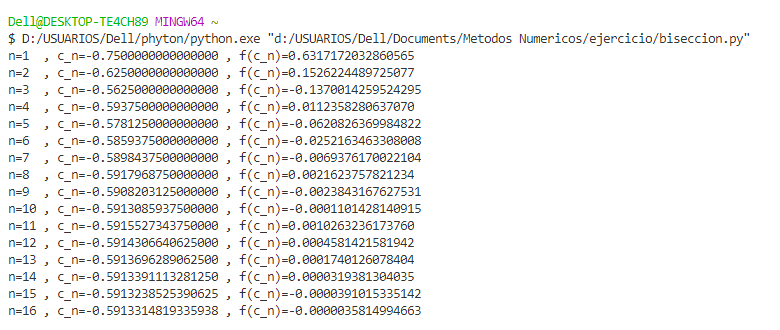 Dell@DESKTOP-TE4CH89 MINGW64 ~
$ D:/USUARIOS/Dell/phyton/python.exe "d:/USUARIOS/Dell/Documents/Metodos Numericos/ejercicio/biseccion.py"
n=1  , c_n=-0.7500000000000000 , f(c_n)=0.6317172032860565
n=2  , c_n=-0.6250000000000000 , f(c_n)=0.1526224489725077
n=3  , c_n=-0.5625000000000000 , f(c_n)=-0.1370014259524295
n=4  , c_n=-0.5937500000000000 , f(c_n)=0.0112358280637070
n=5  , c_n=-0.5781250000000000 , f(c_n)=-0.0620826369984822
n=6  , c_n=-0.5859375000000000 , f(c_n)=-0.0252163463308008
n=7  , c_n=-0.5898437500000000 , f(c_n)=-0.0069376170022104
n=8  , c_n=-0.5917968750000000 , f(c_n)=0.0021623757821234
n=9  , c_n=-0.5908203125000000 , f(c_n)=-0.0023843167627531
n=10 , c_n=-0.5913085937500000 , f(c_n)=-0.0001101428140915
n=11 , c_n=-0.5915527343750000 , f(c_n)=0.0010263236173760
n=12 , c_n=-0.5914306640625000 , f(c_n)=0.0004581421581942
n=13 , c_n=-0.5913696289062500 , f(c_n)=0.0001740126078404
n=14 , c_n=-0.5913391113281250 , f(c_n)=0.0000319381304035
n=15 , c_n=-0.5913238525390625 , f(c_n)=-0.0000391015335142
n=16 , c_n=-0.5913314819335938 , f(c_n)=-0.0000035814994663